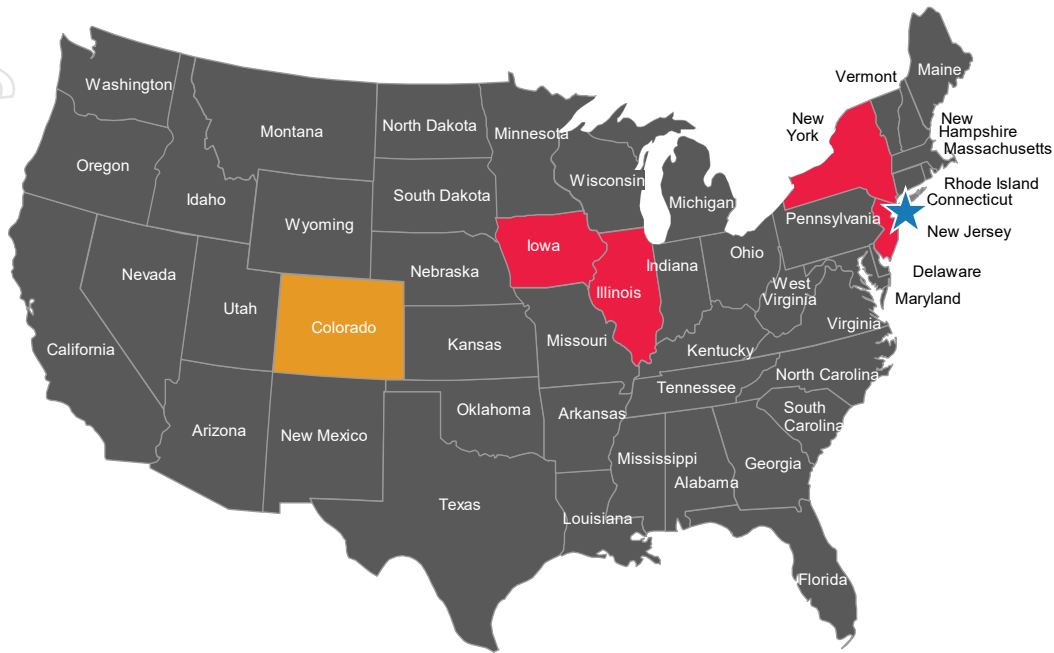 Washington
Oregon
Idaho
Montana
North Dakota
Minnesota
Wisconsin
Michigan
Vermont
Maine
New
York
New
Hampshire
Massachusetts
Rhode Island
Connecticut
New Jersey
Pennsylvania
South Dakota
Wyoming
Nebraska
Iowa
Illinois
Indiana
Ohio
West
Virginia
Delaware
Maryland
Virginia
Nevada
Utah
Colorado
Kansas
Missouri
Kentucky
California
Arizona
New Mexico
Oklahoma
Arkansas
Tennessee
North Carolina
South
Carolina
Texas
Louisiana
Mississippi
Alabama
Georgia
Florida